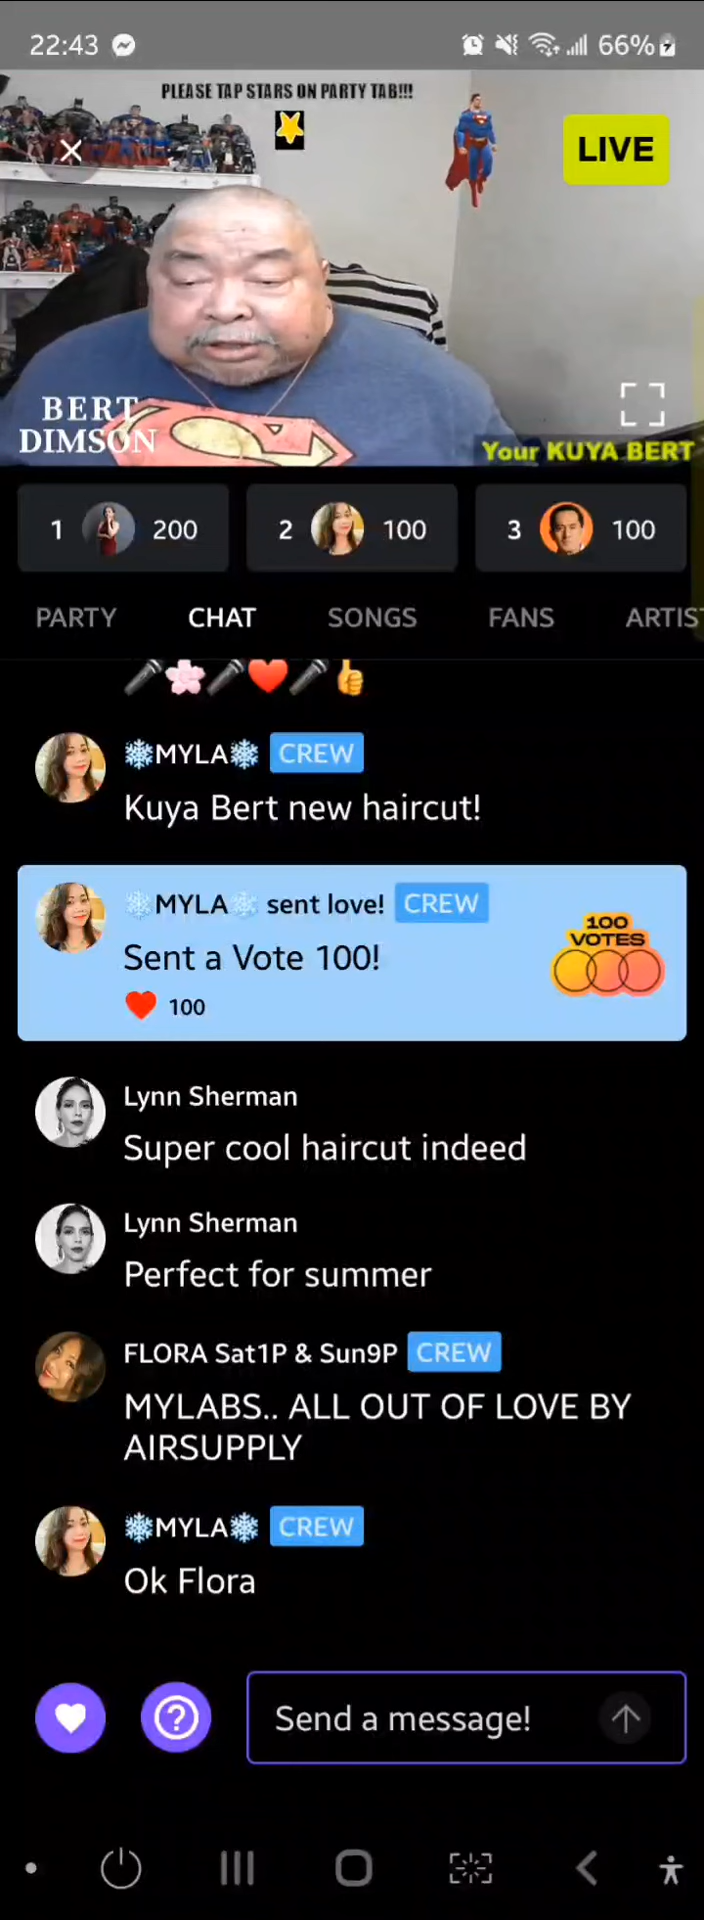 22:43
66%
PLEASE TAP STARS ON PARTY TAB!!!
LIVE
BERT
DIMSON
Your KUYA BERT
1 200
2 100
3 100
PARTY CHAT SONGS FANS ARTIS
❄MYLA❄ CREW
Kuya Bert new haircut!
❄MYLA❄ sent love! CREW
Sent a Vote 100!
100
100
VOTES
Lynn Sherman
Super cool haircut indeed
Lynn Sherman
Perfect for summer
FLORA Sat1P & Sun9P CREW
MYLABS.. ALL OUT OF LOVE BY
AIRSUPPLY
❄MYLA❄ CREW
Ok Flora
Send a message!